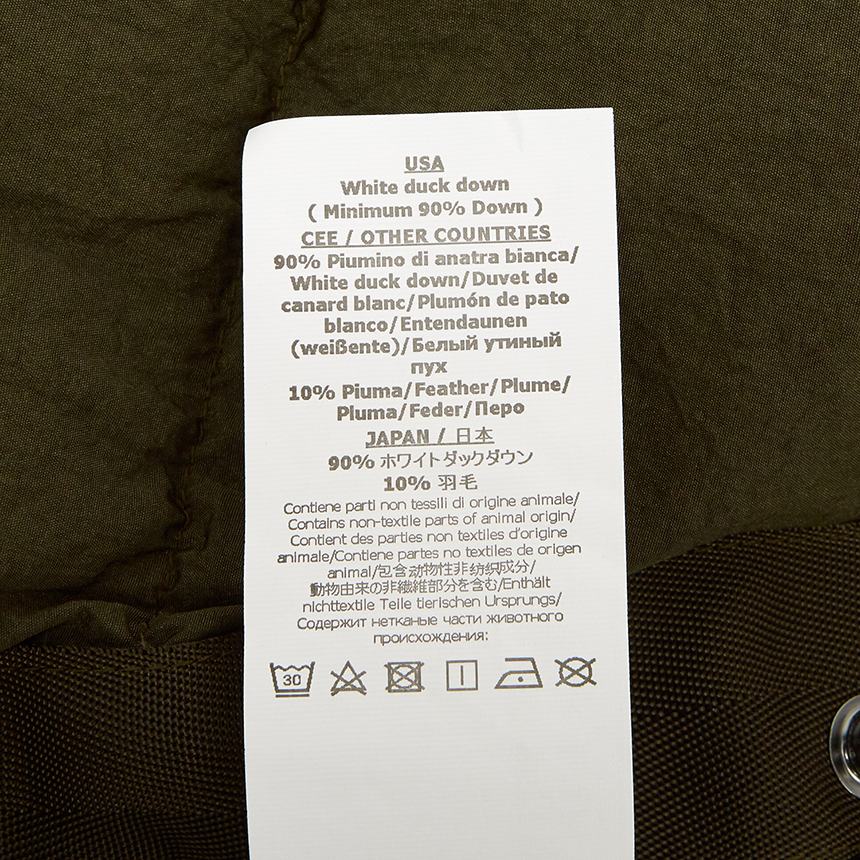 USA
White duck down
( Minimum 90% Down )
CEE / OTHER COUNTRIES
90% Piumino di anatra bianca/
White duck down/Duvet de
canard blanc/Plumón de pato
blanco/Entendaunen
(weißente)/Белый утиный
пух
10% Piuma/Feather/Plume/
Pluma/Feder/Перо
JAPAN / 日本
90% ホワイトダックダウン
10% 羽毛
Contiene parti non tessili di origine animale/
Contains non-textile parts of animal origin/
Contient des parties non textiles d'origine
animale/Contiene partes no textiles de origen
animal/包含动物性非纺织成分/
動物由来の非繊維部分を含む/Enthält
nichttextile Teile tierischen Ursprungs/
Содержит нетканые части животного
происхождения:
30